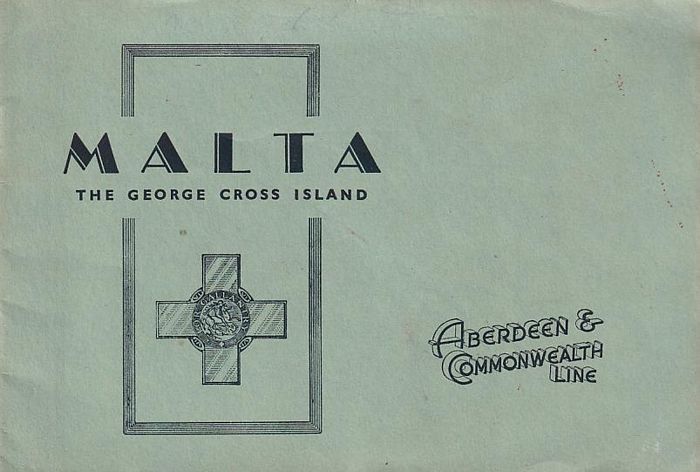 MALTA
THE GEORGE CROSS ISLAND
FOR GALLANTRY
ABERDEEN &
COMMONWEALTH
LINE